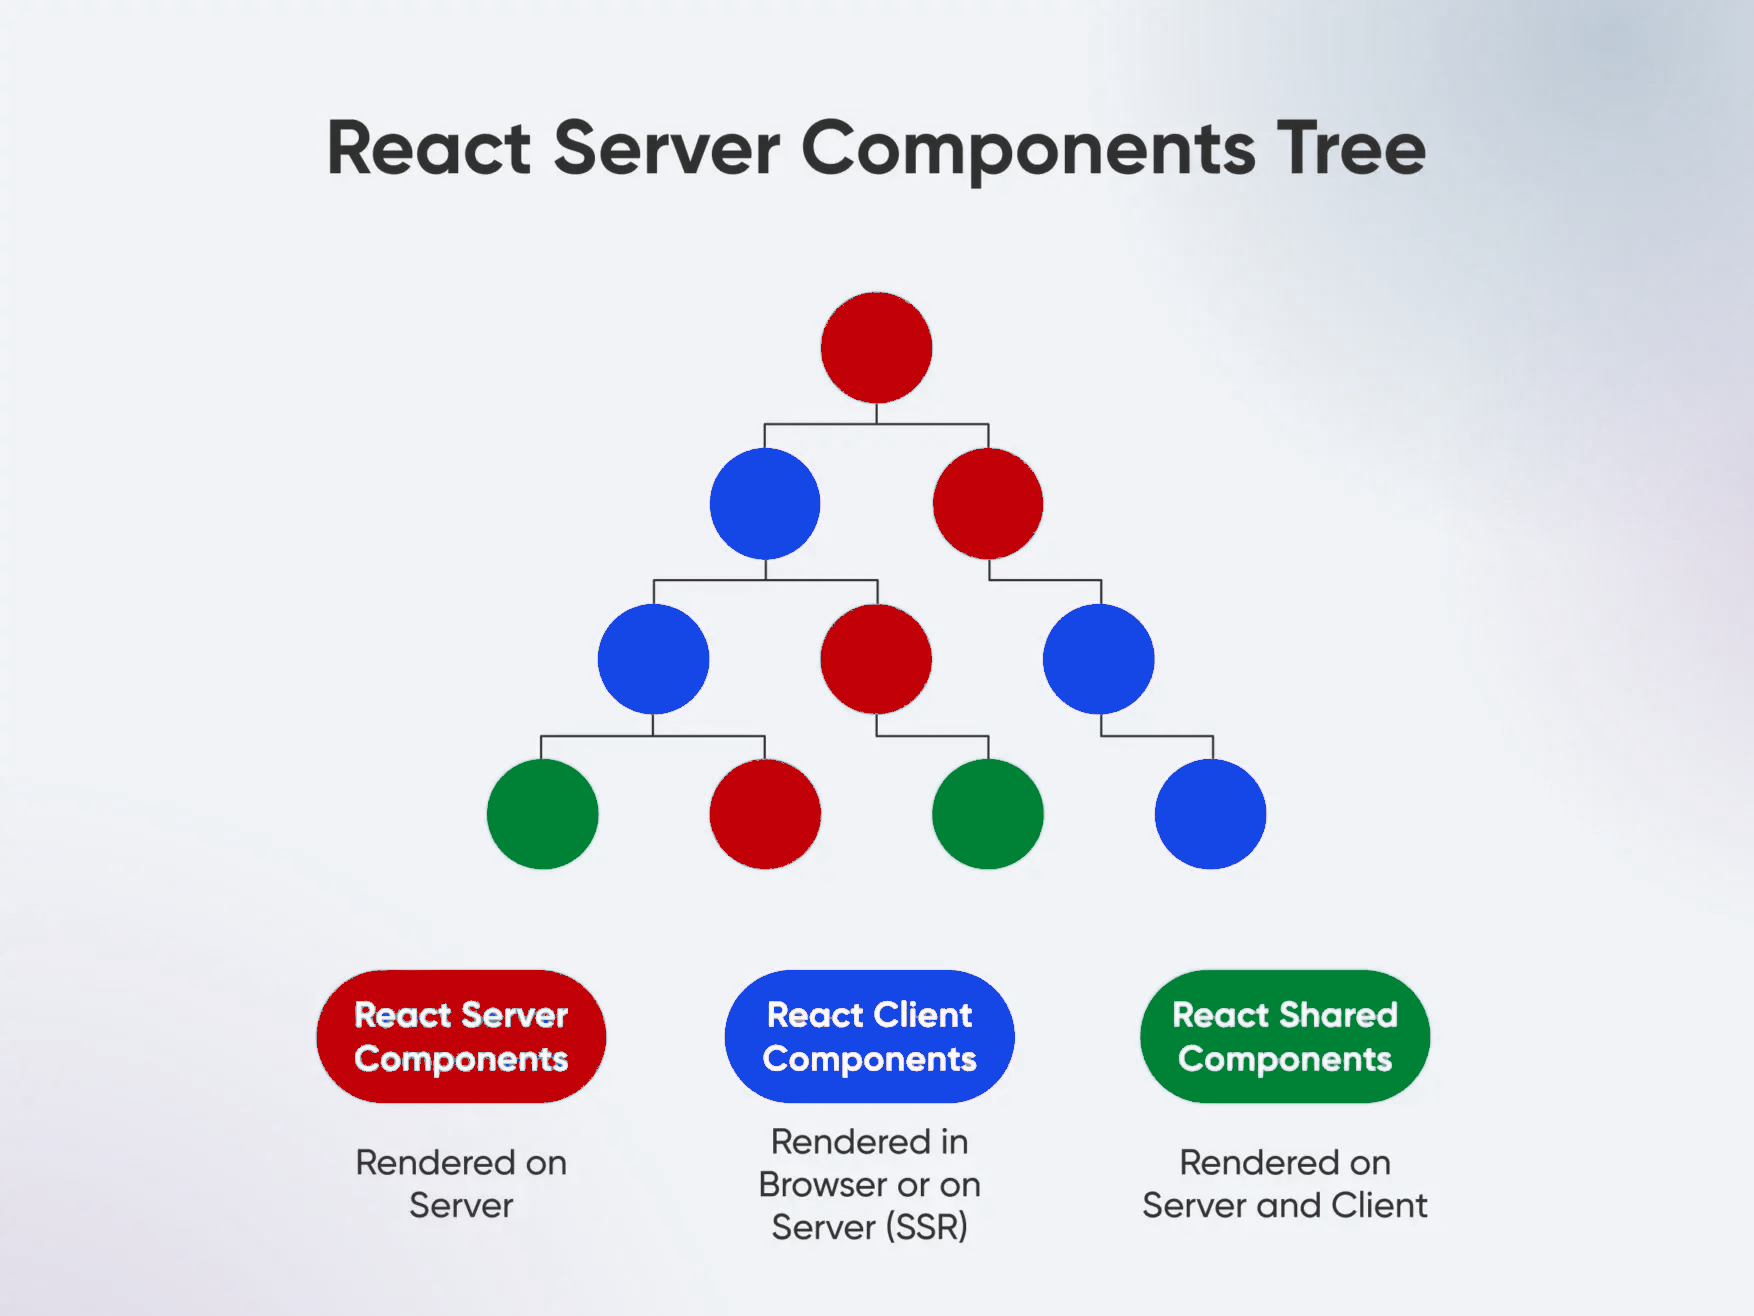 React Server Components Tree
React Server
Components
Rendered on
Server
React Client
Components
Rendered in
Browser or on
Server (SSR)
React Shared
Components
Rendered on
Server and Client